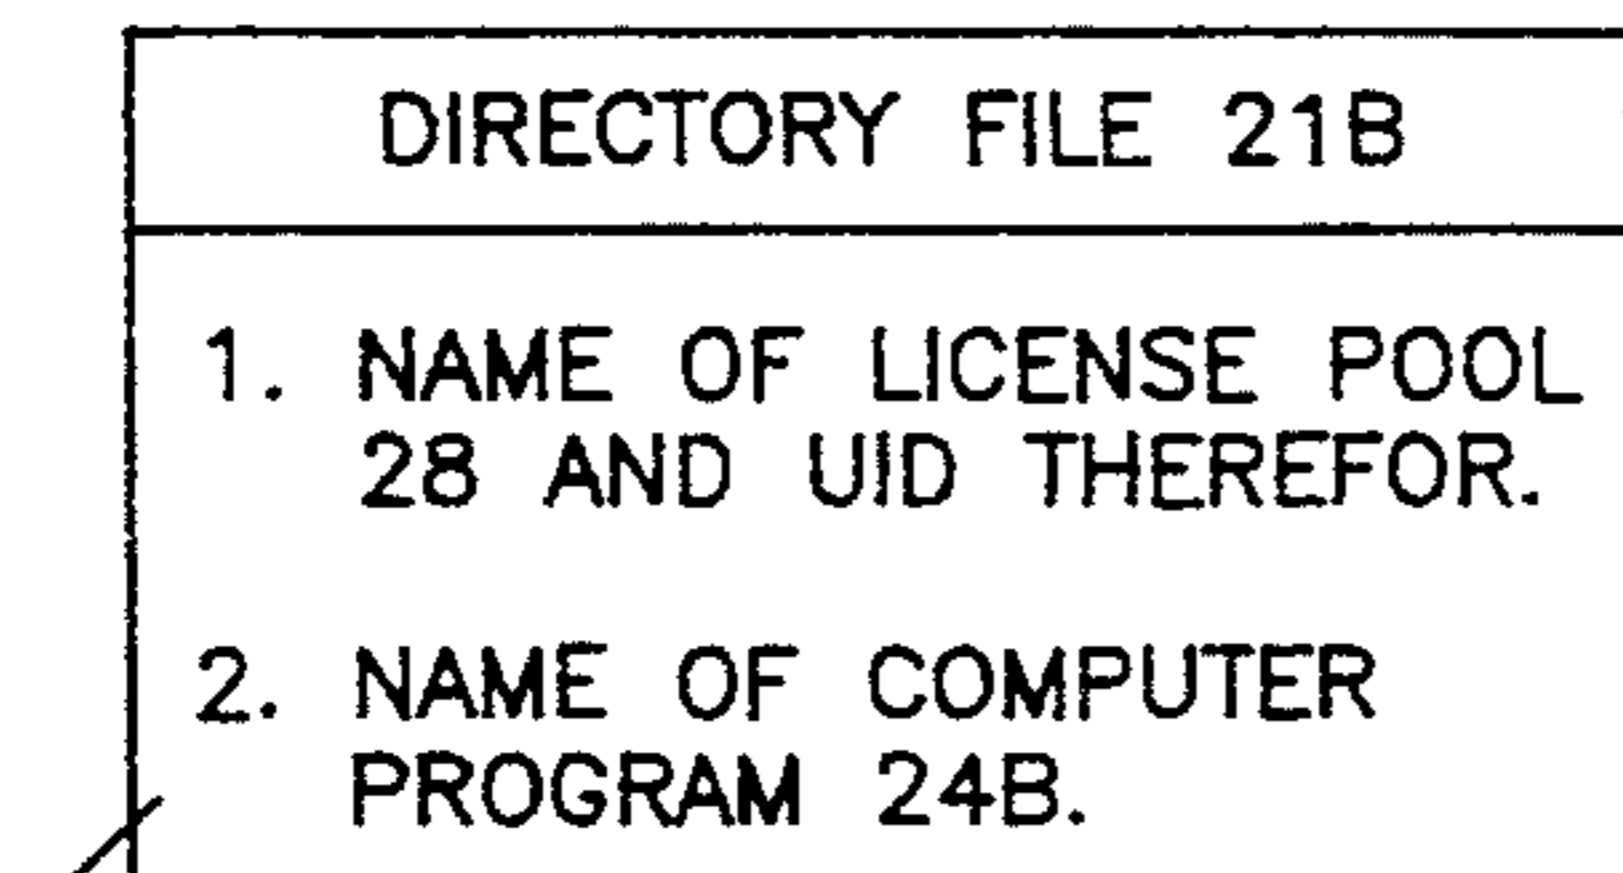 DIRECTORY FILE 21B
1. NAME OF LICENSE POOL
28 AND UID THEREFOR.
2. NAME OF COMPUTER
PROGRAM 24B.